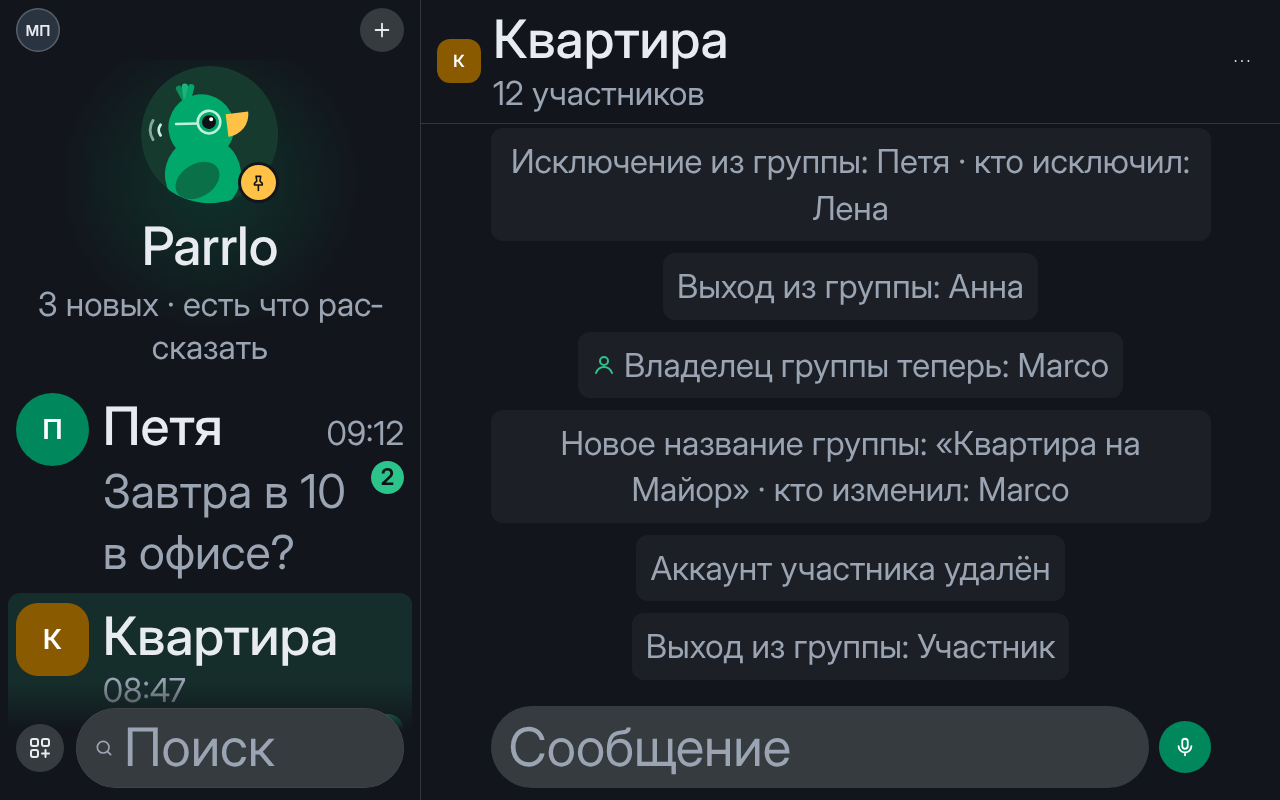 МП
Parrlo
3 новых · есть что рас-
сказать
П
Петя
09:12
Завтра в 10
2
в офисе?
К
Квартира
08:47
Поиск
К
Квартира
12 участников
Исключение из группы: Петя · кто исключил:
Лена
Выход из группы: Анна
Владелец группы теперь: Marco
Новое название группы: «Квартира на
Майор» · кто изменил: Marco
Аккаунт участника удалён
Выход из группы: Участник
Сообщение